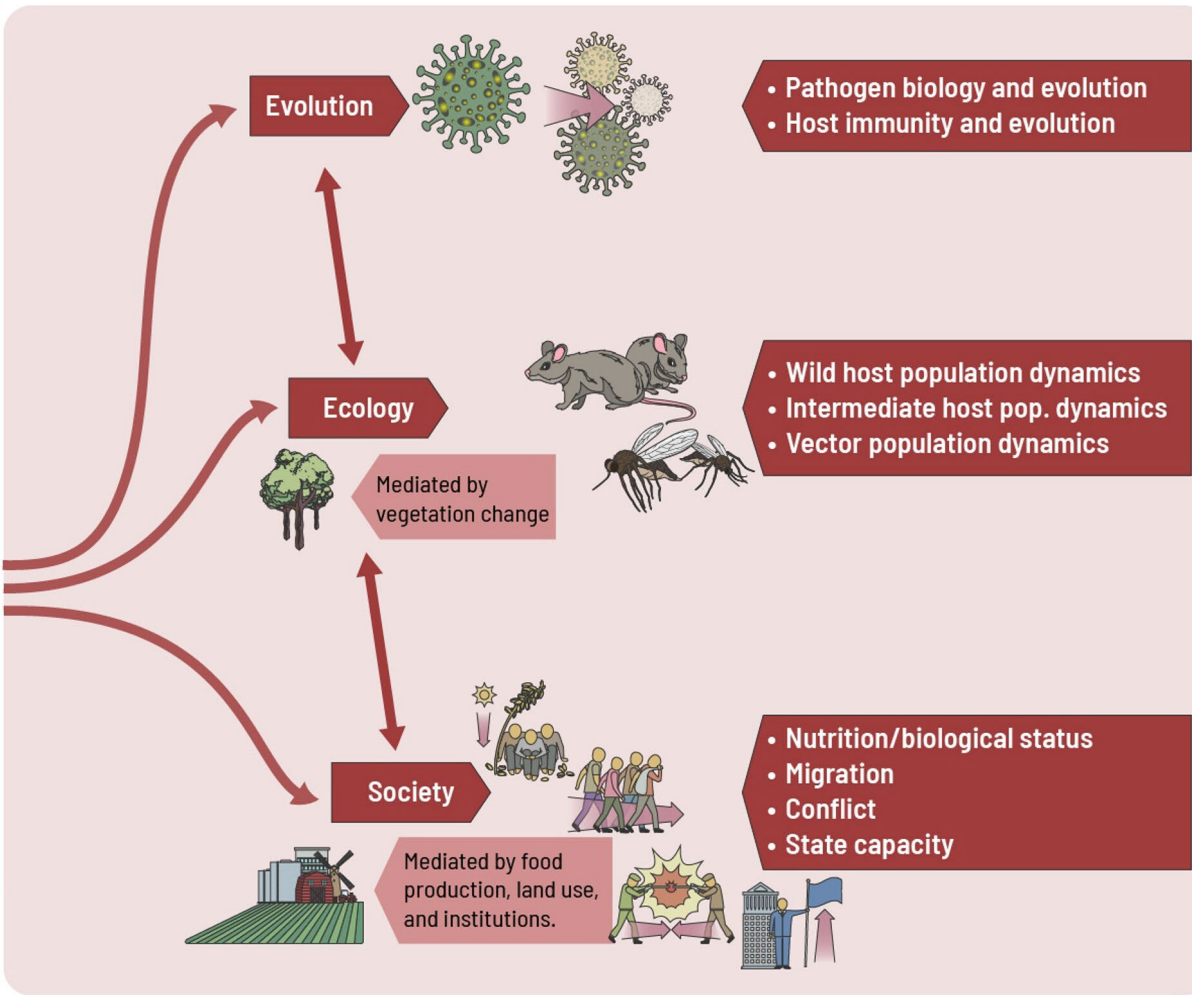 Evolution
• Pathogen biology and evolution
• Host immunity and evolution
Ecology
• Wild host population dynamics
• Intermediate host pop. dynamics
• Vector population dynamics
Mediated by
vegetation change
Society
• Nutrition/biological status
• Migration
• Conflict
• State capacity
Mediated by food
production, land use,
and institutions.